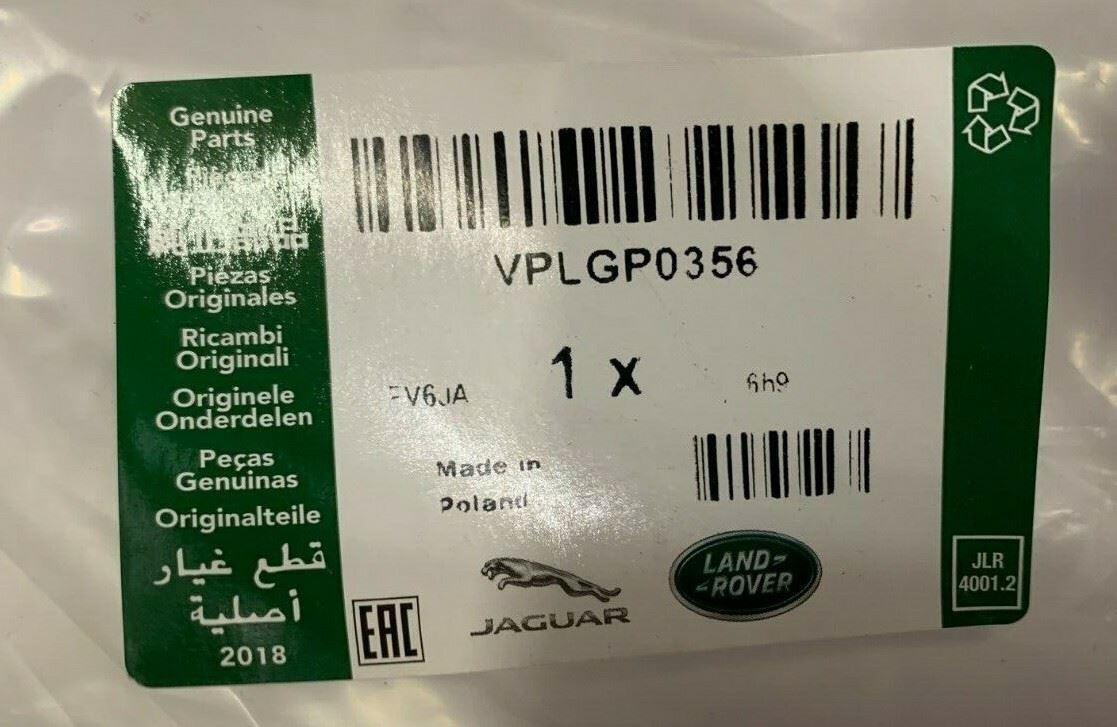 Genuine
Parts
Piezas
Originales
Ricambi
Originali
Originele
Onderdelen
Peças
Genuinas
Originalteile
قطع غيار
أصلية
2018
VPLGP0356
1 x
V6JA
Made in
Poland
EAC
JAGUAR
LAND
ROVER
JLR
4001.2